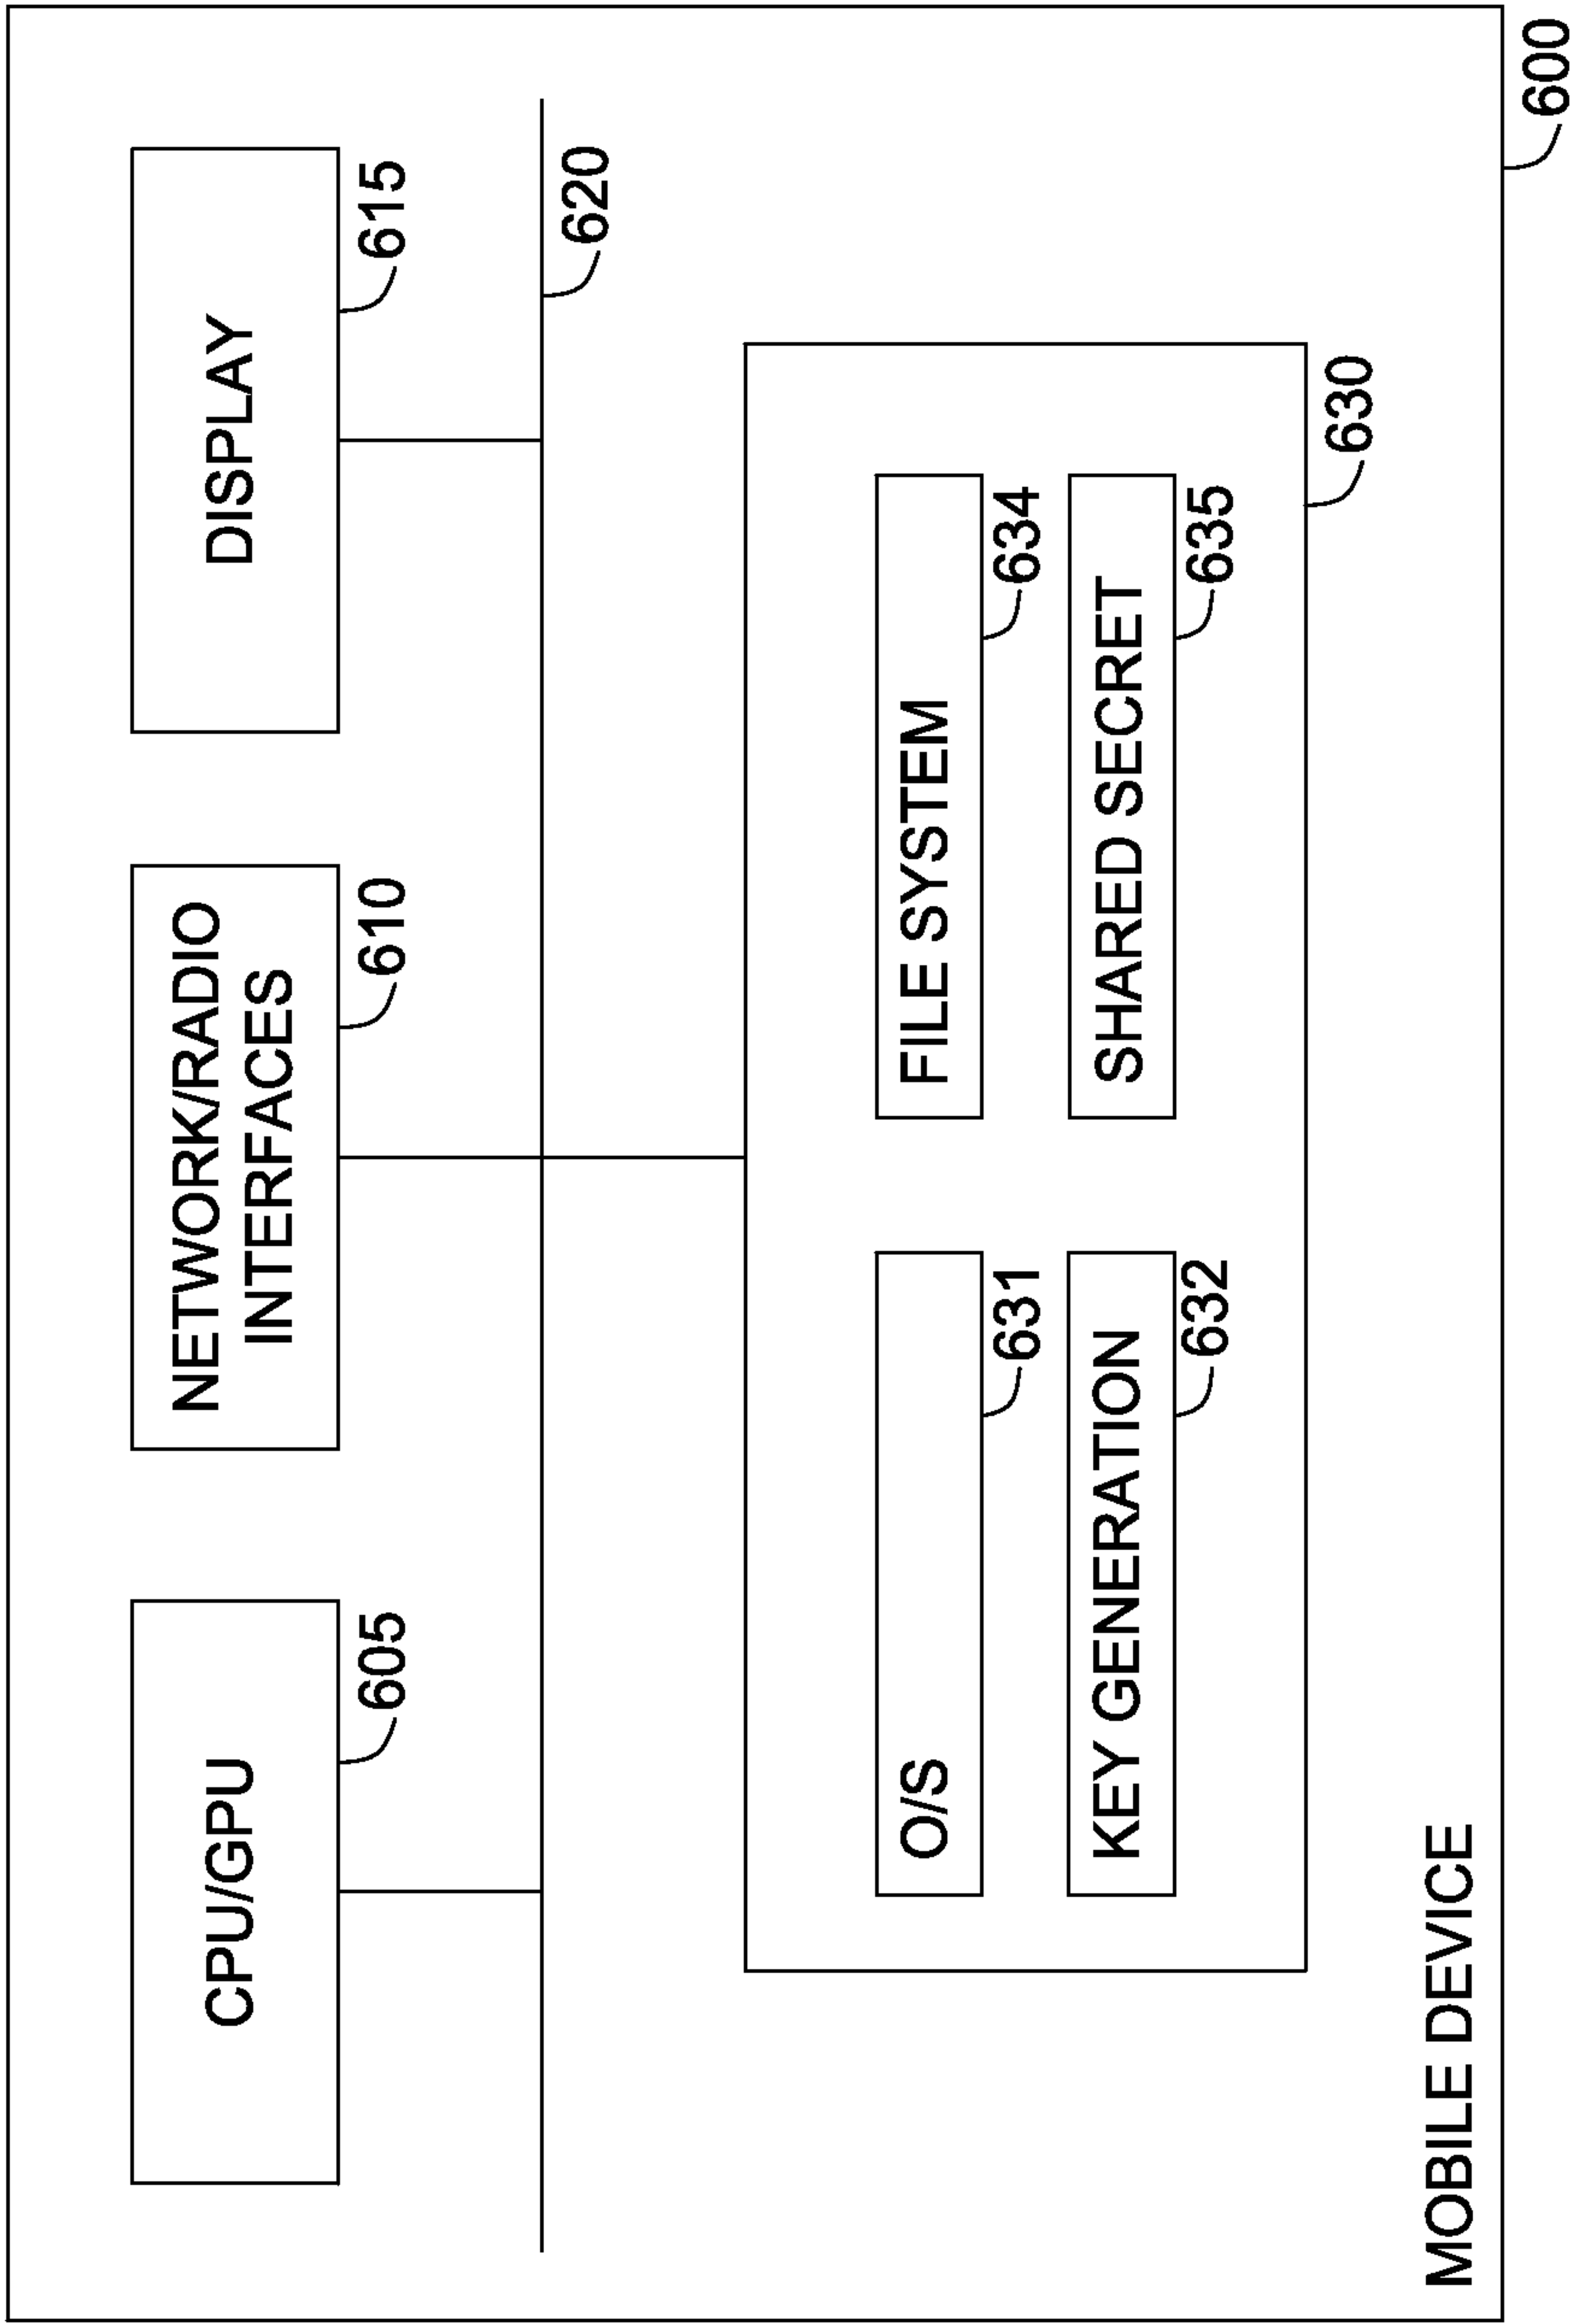 CPU/GPU
605
NETWORK/RADIO
INTERFACES
610
DISPLAY
615
620
O/S
631
FILE SYSTEM
634
KEY GENERATION
632
SHARED SECRET
635
630
MOBILE DEVICE
600